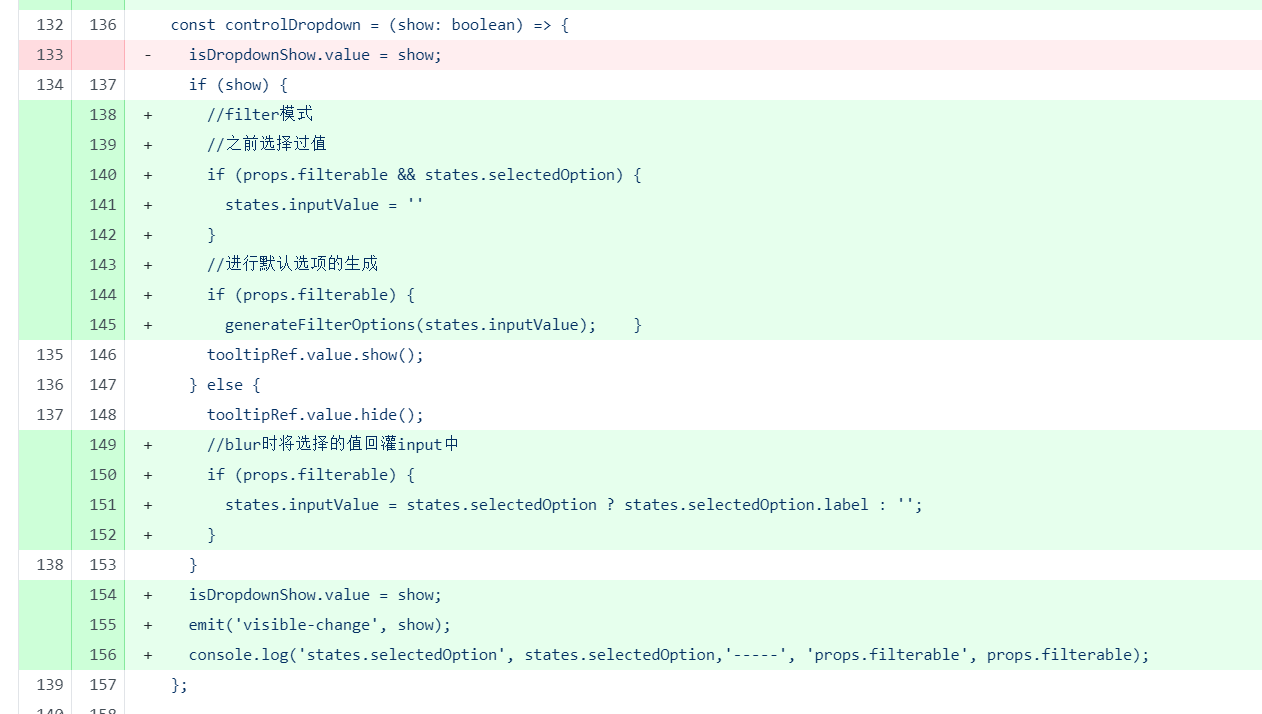 132 136 const controlDropdown = (show: boolean) => {
133 - isDropdownShow.value = show;
134 137 if (show) {
138 + //filter模式
139 + //之前选择过值
140 + if (props.filterable && states.selectedOption) {
141 + states.inputValue = ''
142 + }
143 + //进行默认选项的生成
144 + if (props.filterable) {
145 + generateFilterOptions(states.inputValue); }
135 146 tooltipRef.value.show();
136 147 } else {
137 148 tooltipRef.value.hide();
149 + //blur时将选择的值回灌input中
150 + if (props.filterable) {
151 + states.inputValue = states.selectedOption ? states.selectedOption.label : '';
152 + }
138 153 }
154 + isDropdownShow.value = show;
155 + emit('visible-change', show);
156 + console.log('states.selectedOption', states.selectedOption,'-----', 'props.filterable', props.filterable);
139 157 };